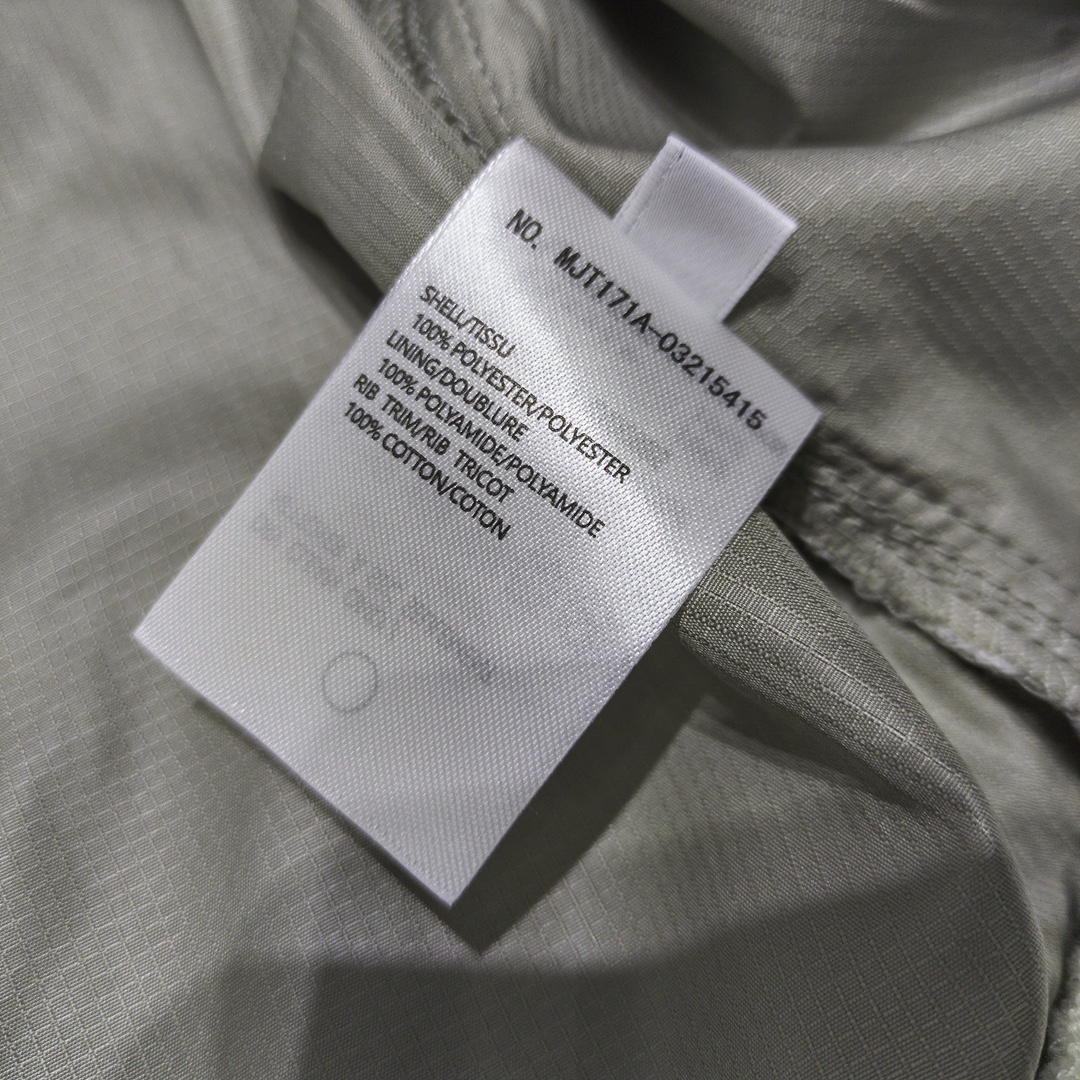 NO. MJT171A-03215415
SHELL/TISSU
100% POLYESTER/POLYESTER
LINING/DOUBLURE
100% POLYAMIDE/POLYAMIDE
RIB TRIM/RIB TRICOT
100% COTTON/COTON